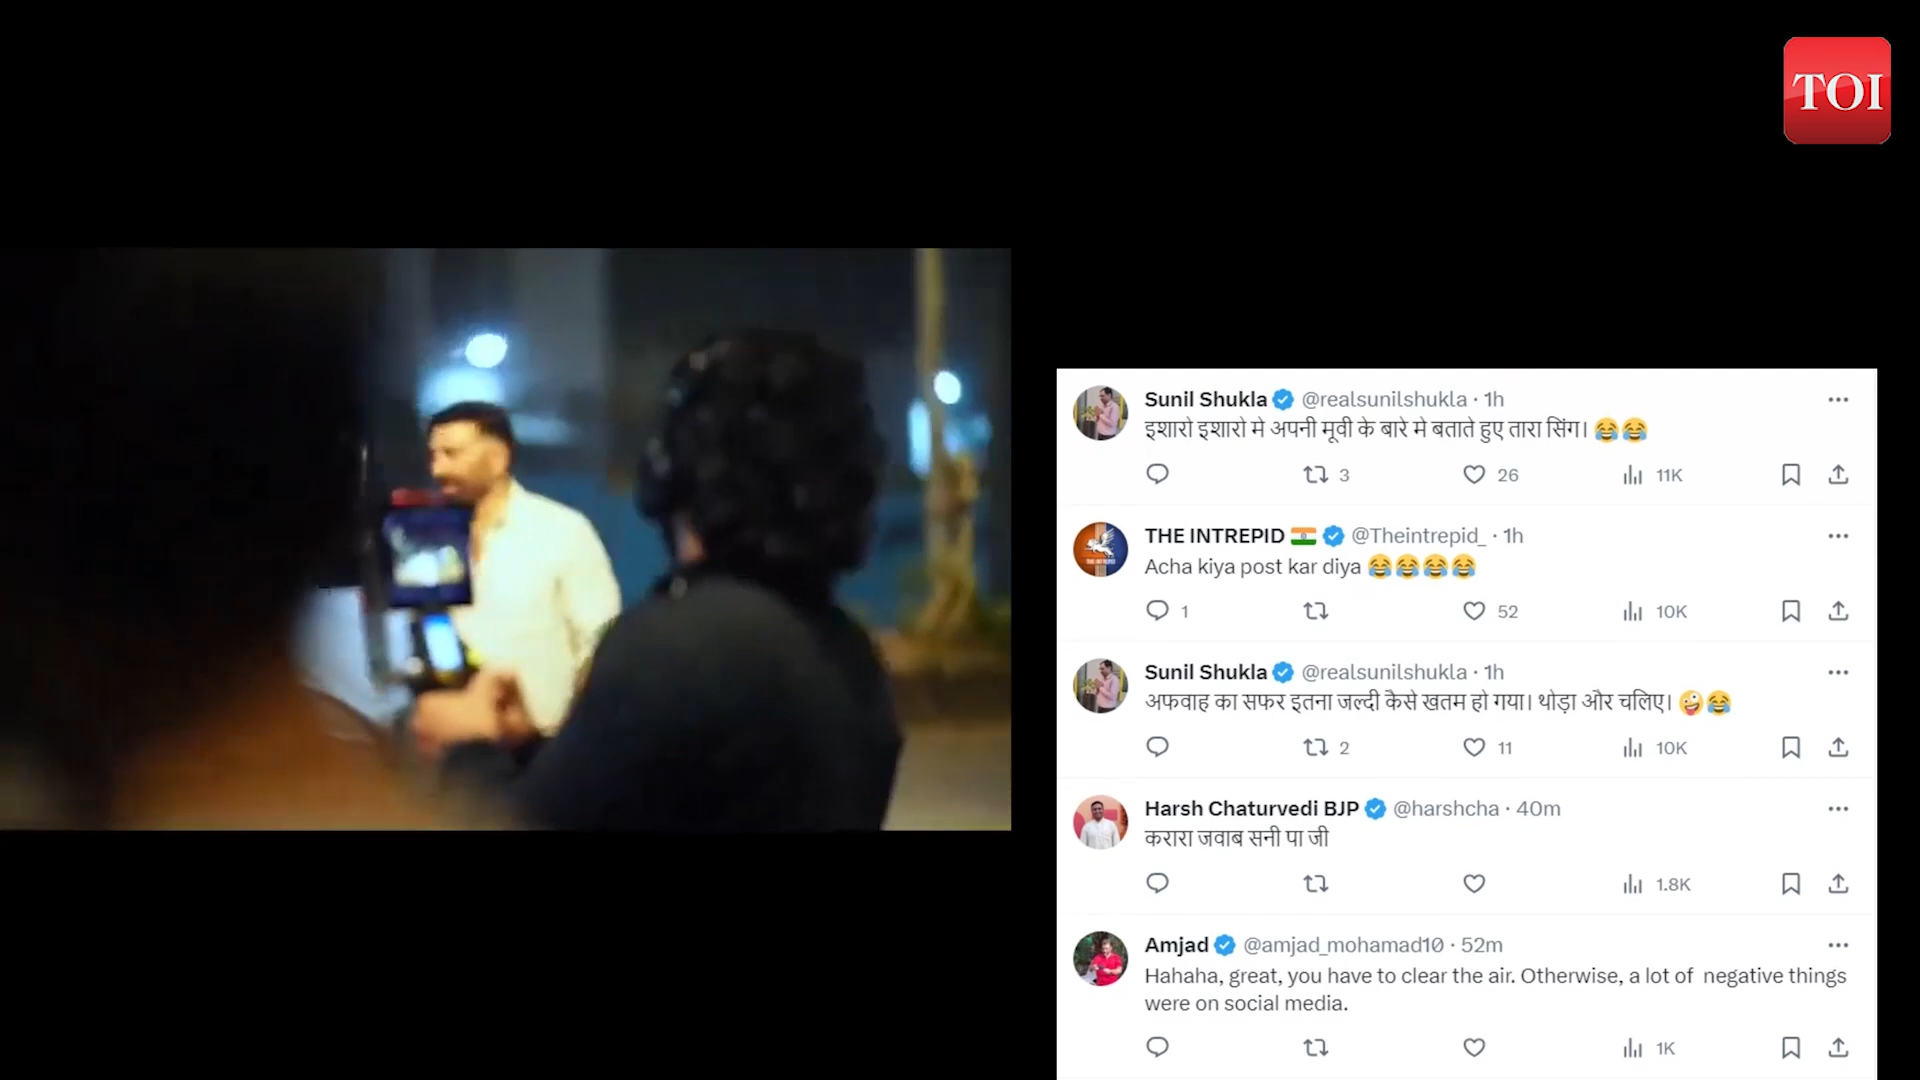 TOI
Sunil Shukla @realsunilshukla · 1h
इशारो इशारो मे अपनी मूवी के बारे मे बताते हुए तारा सिंग। 😂😂
3 26 11K
THE INTREPID 🇮🇳 @Theintrepid_ · 1h
Acha kiya post kar diya 😂😂😂😂
1 52 10K
Sunil Shukla @realsunilshukla · 1h
अफवाह का सफर इतना जल्दी कैसे खतम हो गया। थोड़ा और चलिए। 🤪😂
2 11 10K
Harsh Chaturvedi BJP @harshcha · 40m
करारा जवाब सनी पा जी
1.8K
Amjad @amjad_mohamad10 · 52m
Hahaha, great, you have to clear the air. Otherwise, a lot of negative things
were on social media.
1K